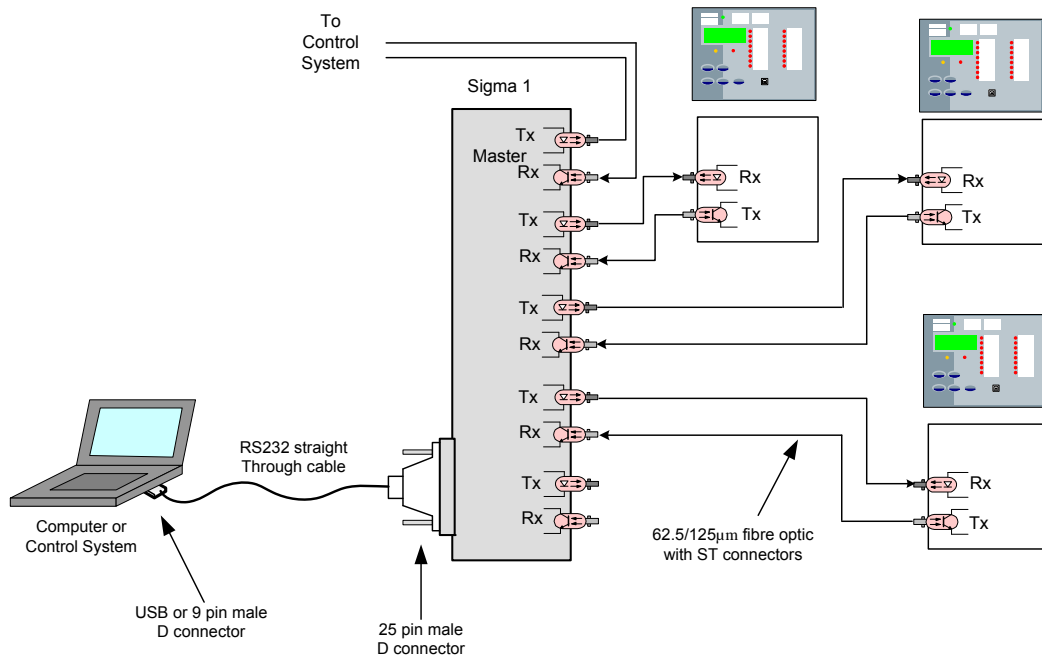 To
Control
System
Sigma 1
Tx
Master
Rx
Tx
Rx
Tx
Rx
Tx
Rx
Tx
Rx
Rx
Tx
Rx
Tx
Rx
Tx
RS232 straight
Through cable
Computer or
Control System
USB or 9 pin male
D connector
25 pin male
D connector
62.5/125µm fibre optic
with ST connectors